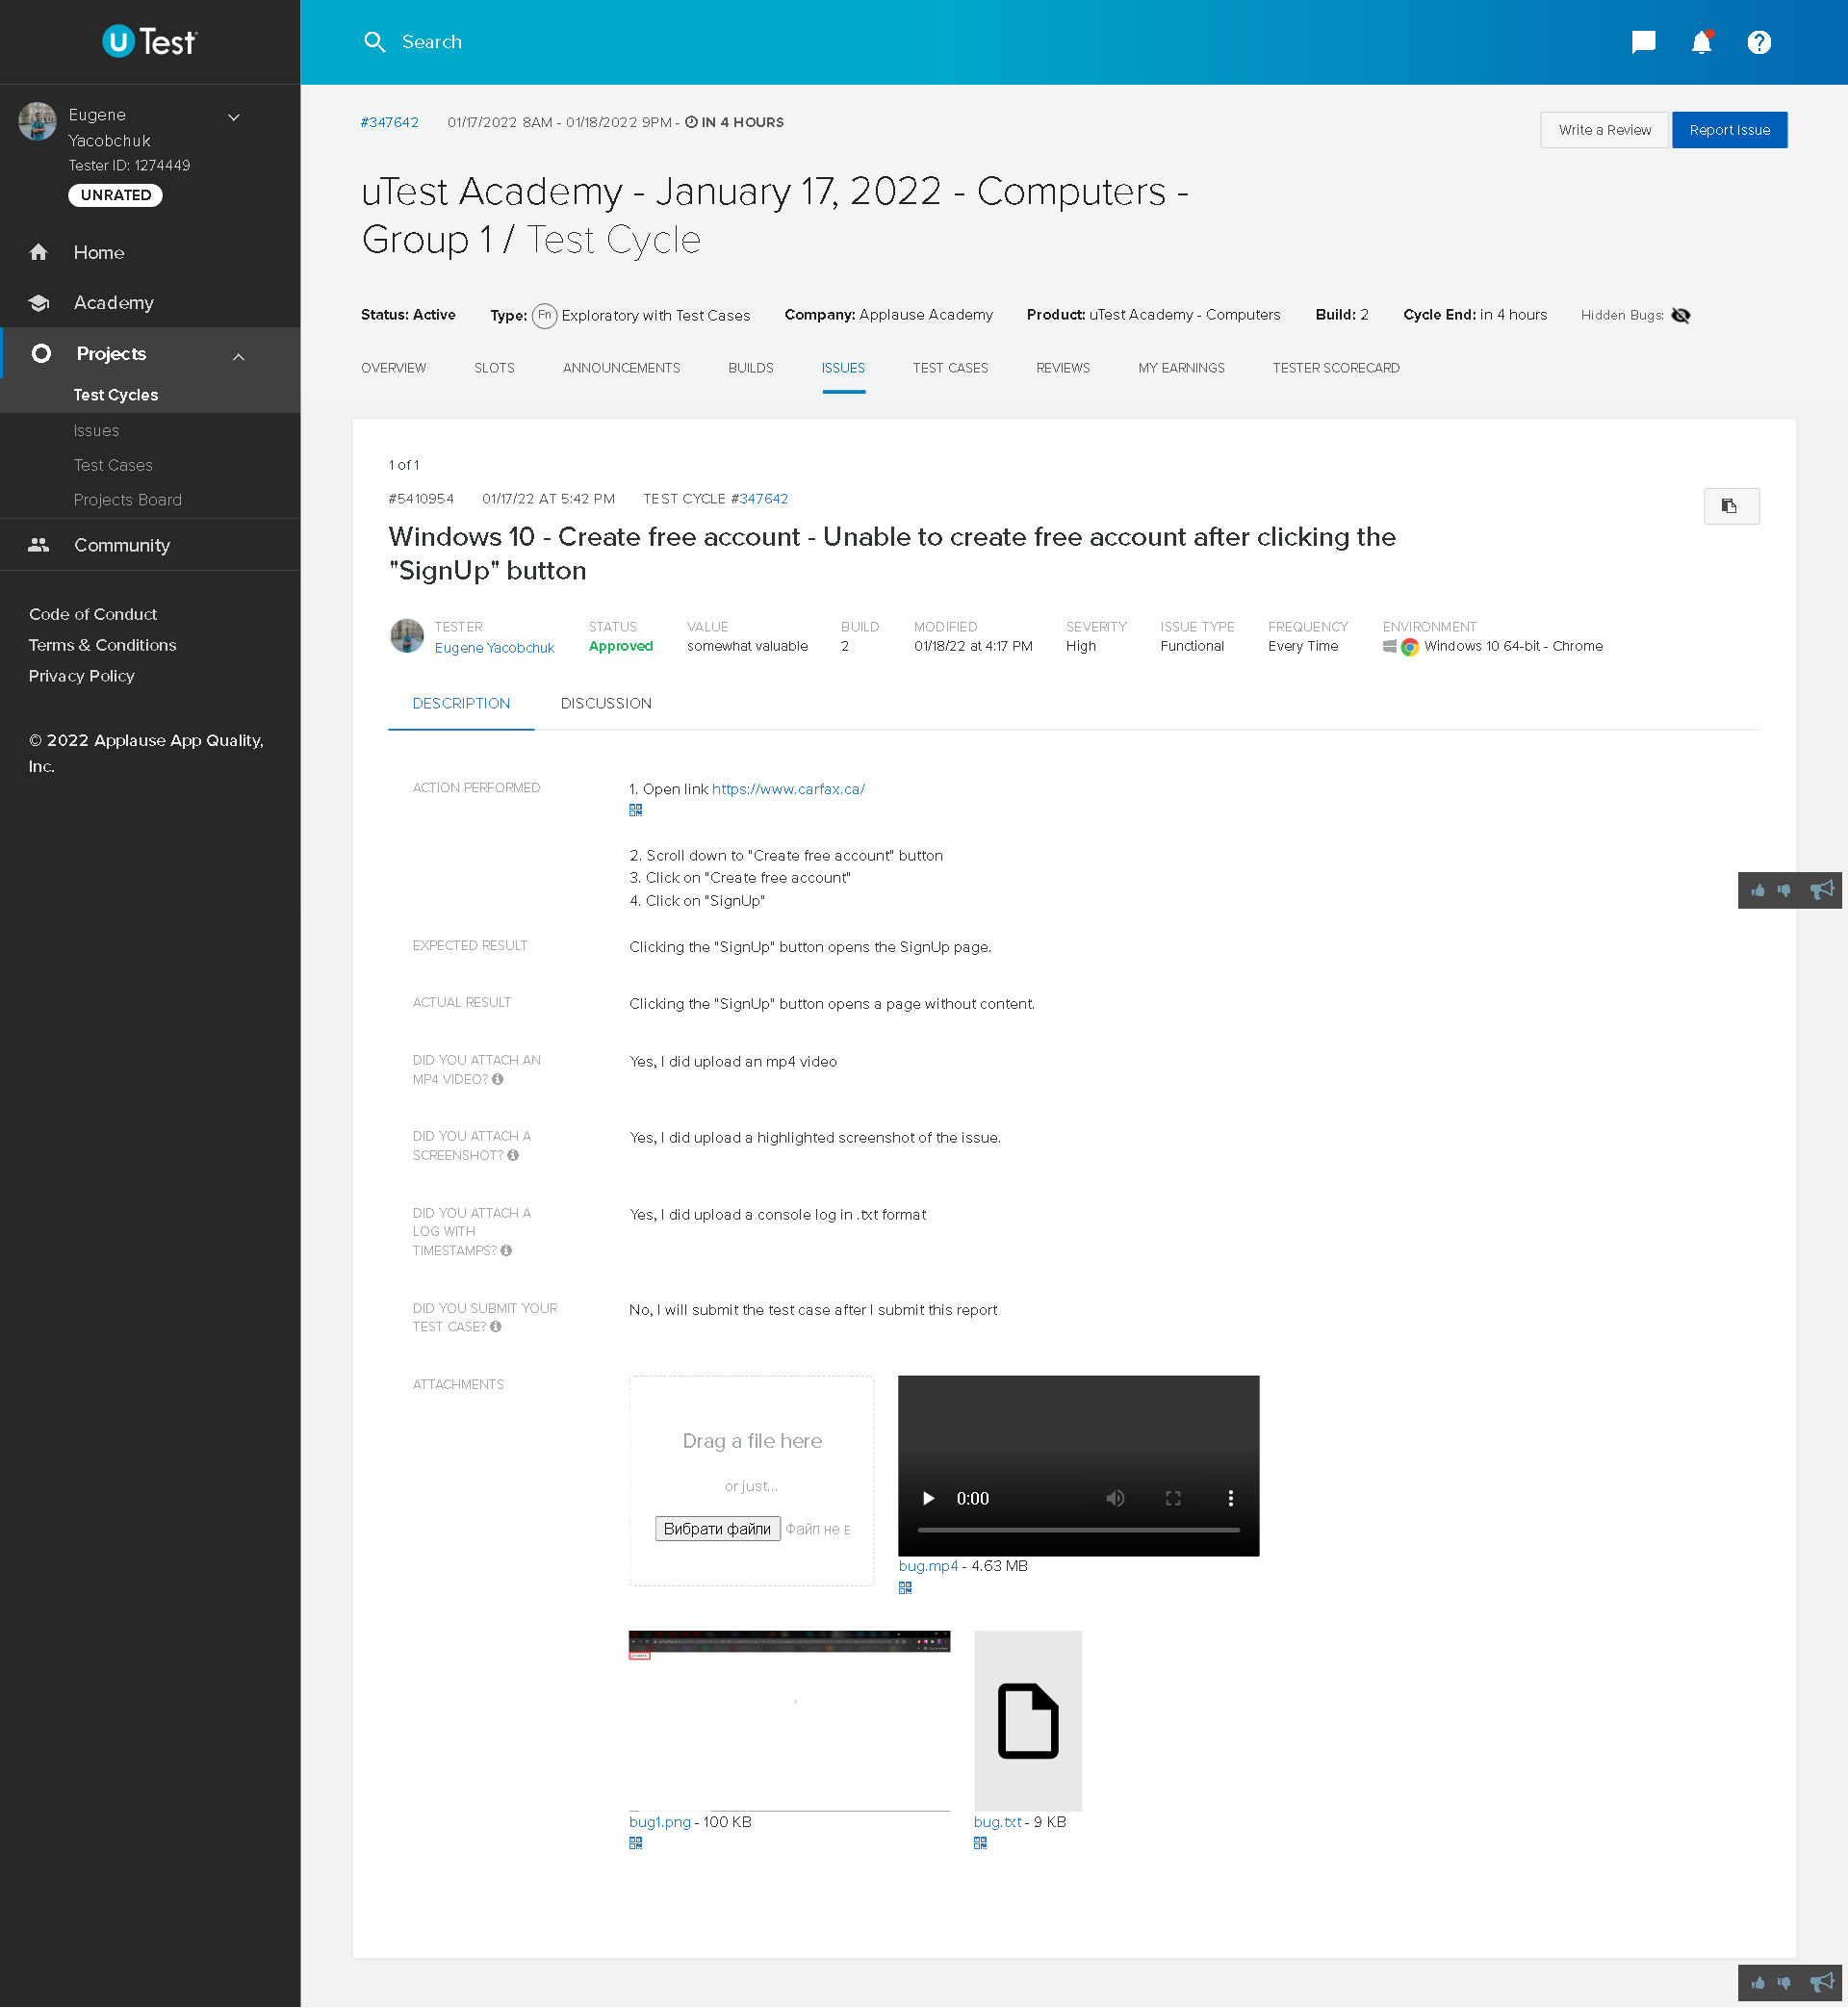 u Test
Search
Eugene
Yacobchuk
Tester ID: 1274449
UNRATED
Home
Academy
Projects
Test Cycles
Issues
Test Cases
Projects Board
Community
Code of Conduct
Terms & Conditions
Privacy Policy
© 2022 Applause App Quality,
Inc.
#347642 01/17/2022 8AM - 01/18/2022 9PM - IN 4 HOURS
Write a Review
Report Issue
uTest Academy - January 17, 2022 - Computers -
Group 1 / Test Cycle
Status: Active Type: Fn Exploratory with Test Cases Company: Applause Academy Product: uTest Academy - Computers Build: 2 Cycle End: in 4 hours Hidden Bugs:
OVERVIEW SLOTS ANNOUNCEMENTS BUILDS ISSUES TEST CASES REVIEWS MY EARNINGS TESTER SCORECARD
1 of 1
#5410954 01/17/22 AT 5:42 PM TEST CYCLE #347642
Windows 10 - Create free account - Unable to create free account after clicking the
"SignUp" button
TESTER STATUS VALUE BUILD MODIFIED SEVERITY ISSUE TYPE FREQUENCY ENVIRONMENT
Eugene Yacobchuk Approved somewhat valuable 2 01/18/22 at 4:17 PM High Functional Every Time Windows 10 64-bit - Chrome
DESCRIPTION DISCUSSION
ACTION PERFORMED 1. Open link https://www.carfax.ca/
2. Scroll down to "Create free account" button
3. Click on "Create free account"
4. Click on "SignUp"
EXPECTED RESULT Clicking the "SignUp" button opens the SignUp page.
ACTUAL RESULT Clicking the "SignUp" button opens a page without content.
DID YOU ATTACH AN Yes, I did upload an mp4 video
MP4 VIDEO?
DID YOU ATTACH A Yes, I did upload a highlighted screenshot of the issue.
SCREENSHOT?
DID YOU ATTACH A Yes, I did upload a console log in .txt format
LOG WITH
TIMESTAMPS?
DID YOU SUBMIT YOUR No, I will submit the test case after I submit this report
TEST CASE?
ATTACHMENTS
Drag a file here
or just...
Вибрати файли Файл не в
0:00
bug.mp4 - 4.63 MB
bug1.png - 100 KB
bug.txt - 9 KB